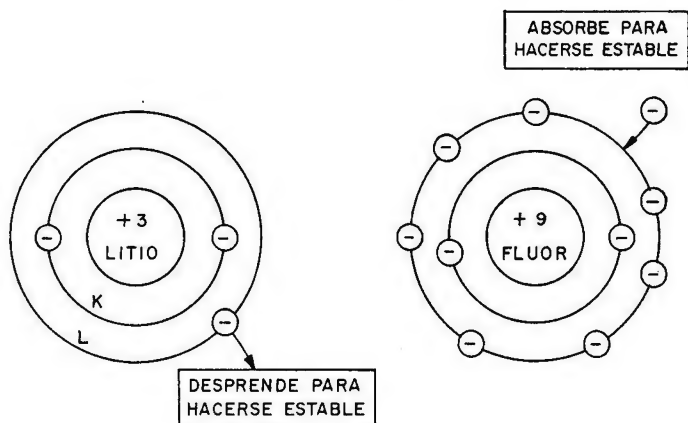 ABSORBE PARA
HACERSE ESTABLE
+3
LITIO
K
L
+9
FLUOR
DESPRENDE PARA
HACERSE ESTABLE